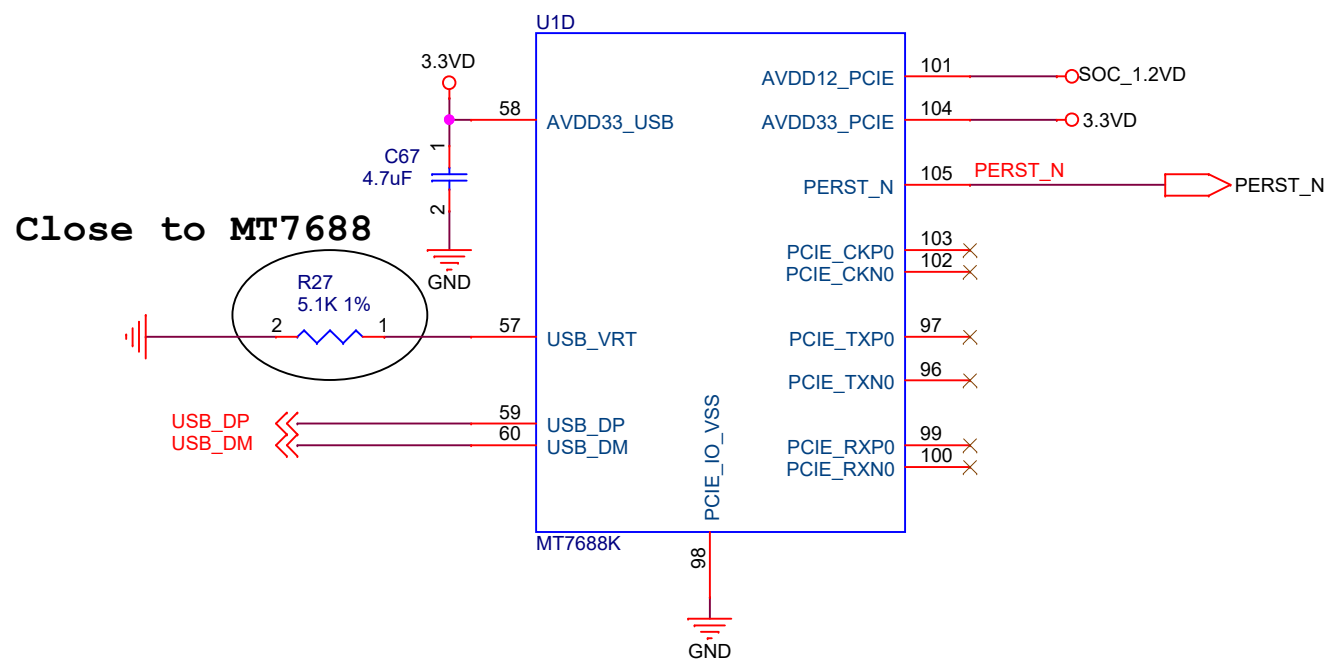 U1D
3.3VD
58
AVDD33_USB
1
C67
4.7uF
2
GND
Close to MT7688
R27
5.1K 1%
2
1
57
USB_VRT
USB_DP
59
USB_DP
USB_DM
60
USB_DM
AVDD12_PCIE
101
SOC_1.2VD
AVDD33_PCIE
104
3.3VD
PERST_N
105
PERST_N
PERST_N
PCIE_CKP0
103
PCIE_CKN0
102
PCIE_TXP0
97
PCIE_TXN0
96
PCIE_RXP0
99
PCIE_RXN0
100
PCIE_IO_VSS
MT7688K
98
GND